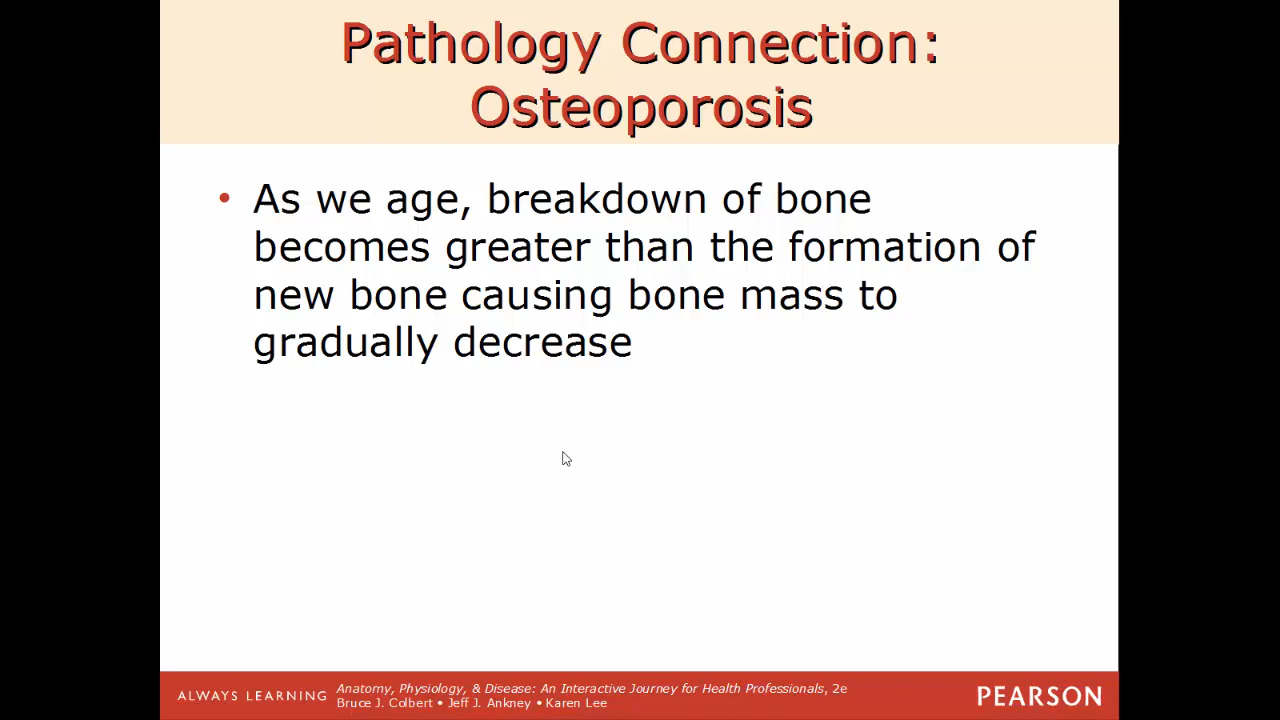 Pathology Connection:
Osteoporosis
• As we age, breakdown of bone
becomes greater than the formation of
new bone causing bone mass to
gradually decrease
ALWAYS LEARNING
Anatomy, Physiology, & Disease: An Interactive Journey for Health Professionals, 2e
Bruce J. Colbert • Jeff J. Ankney • Karen Lee
PEARSON